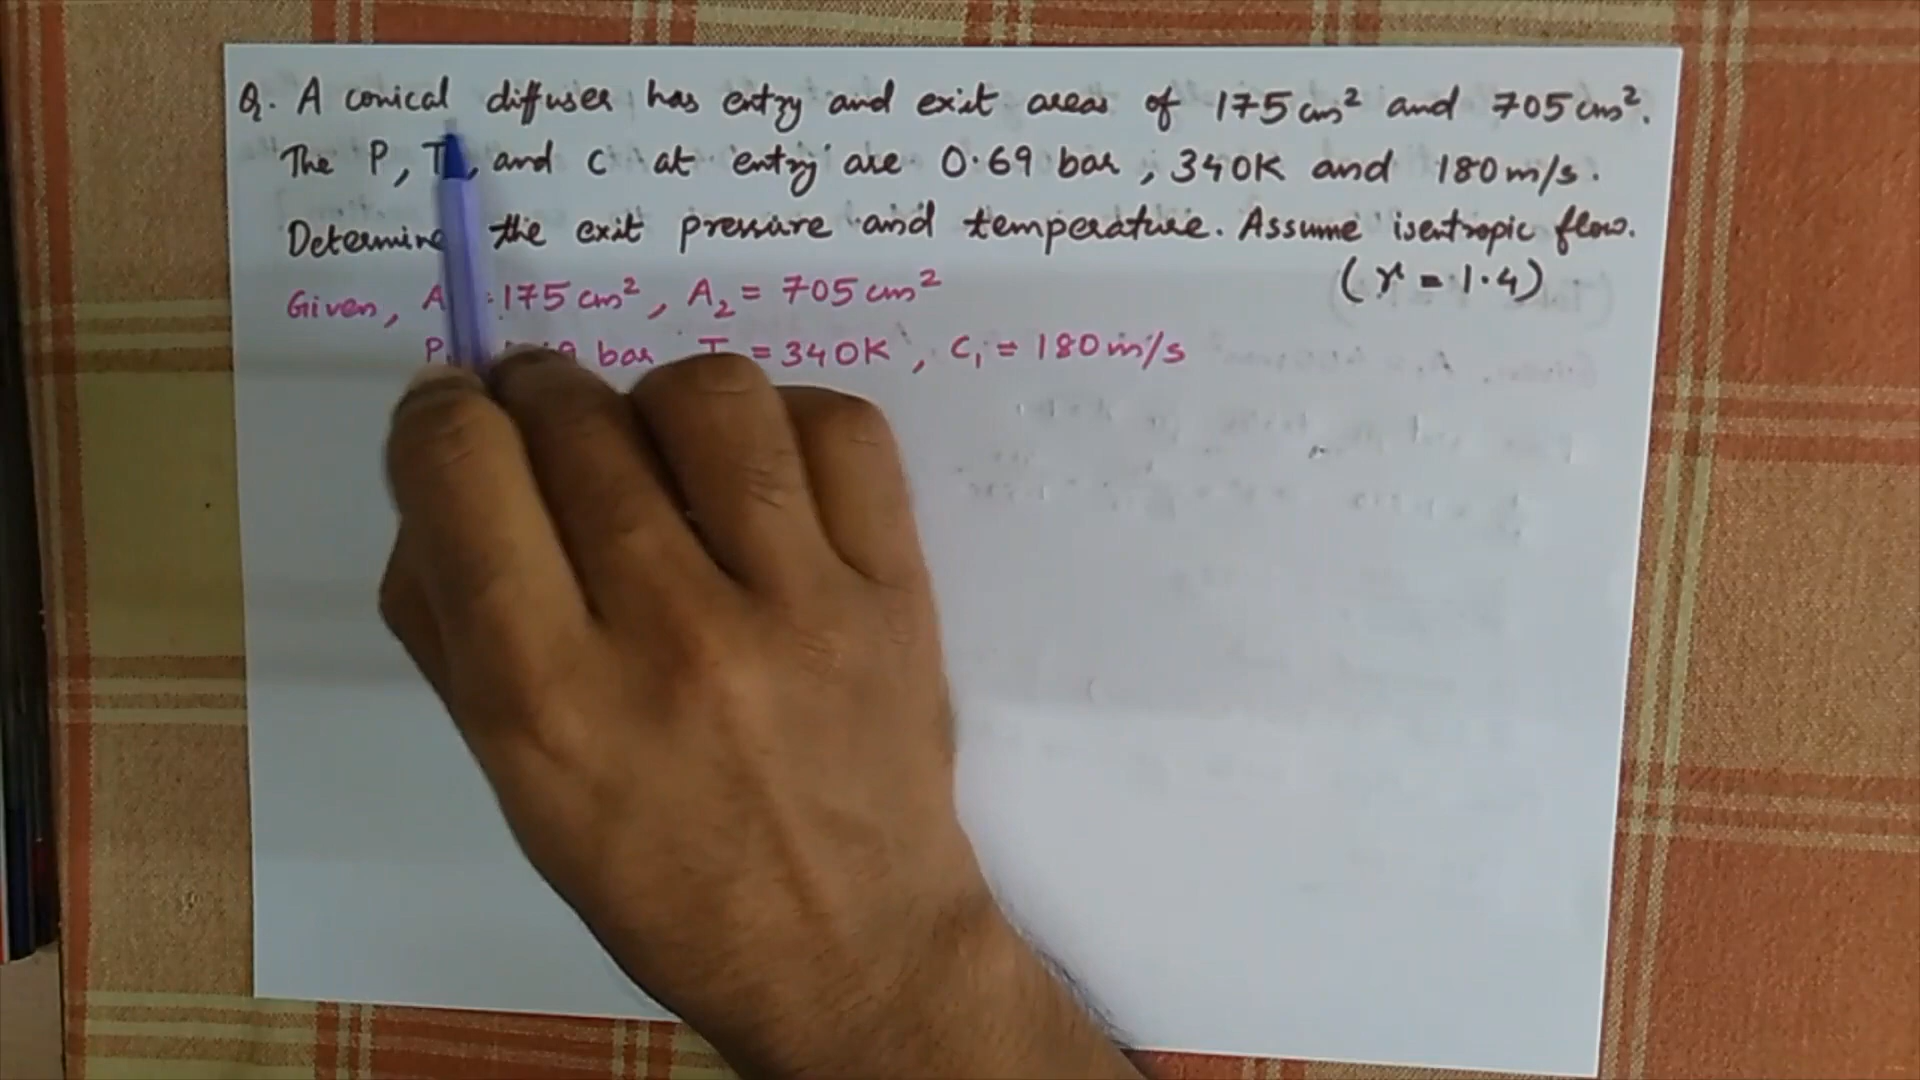 Q. A conical diffuser has entry and exit areas of 175 cm² and 705 cm².
The P, T, and C at entry are 0.69 bar, 340K and 180 m/s.
Determine the exit pressure and temperature. Assume isentropic flow.
(γ = 1.4)
Given, A = 175 cm², A₂ = 705 cm²
P bar T = 340K, C₁ = 180 m/s